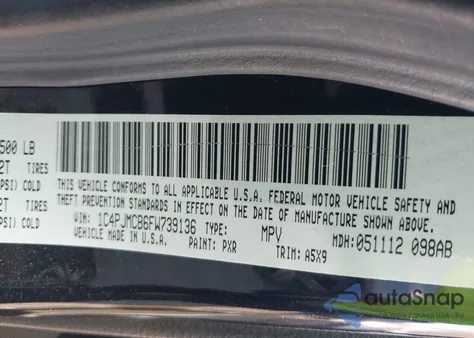 500 LB
2T TIRES
PSI) COLD
2T TIRES
PSI) COLD
THIS VEHICLE CONFORMS TO ALL APPLICABLE U.S.A. FEDERAL MOTOR VEHICLE SAFETY AND
THEFT PREVENTION STANDARDS IN EFFECT ON THE DATE OF MANUFACTURE SHOWN ABOVE.
VIN: 1C4PJMCB6FW739136 TYPE: MPV MDH: 051112 098AB
VEHICLE MADE IN U.S.A. PAINT: PXR TRIM: A5X9
autoSnap